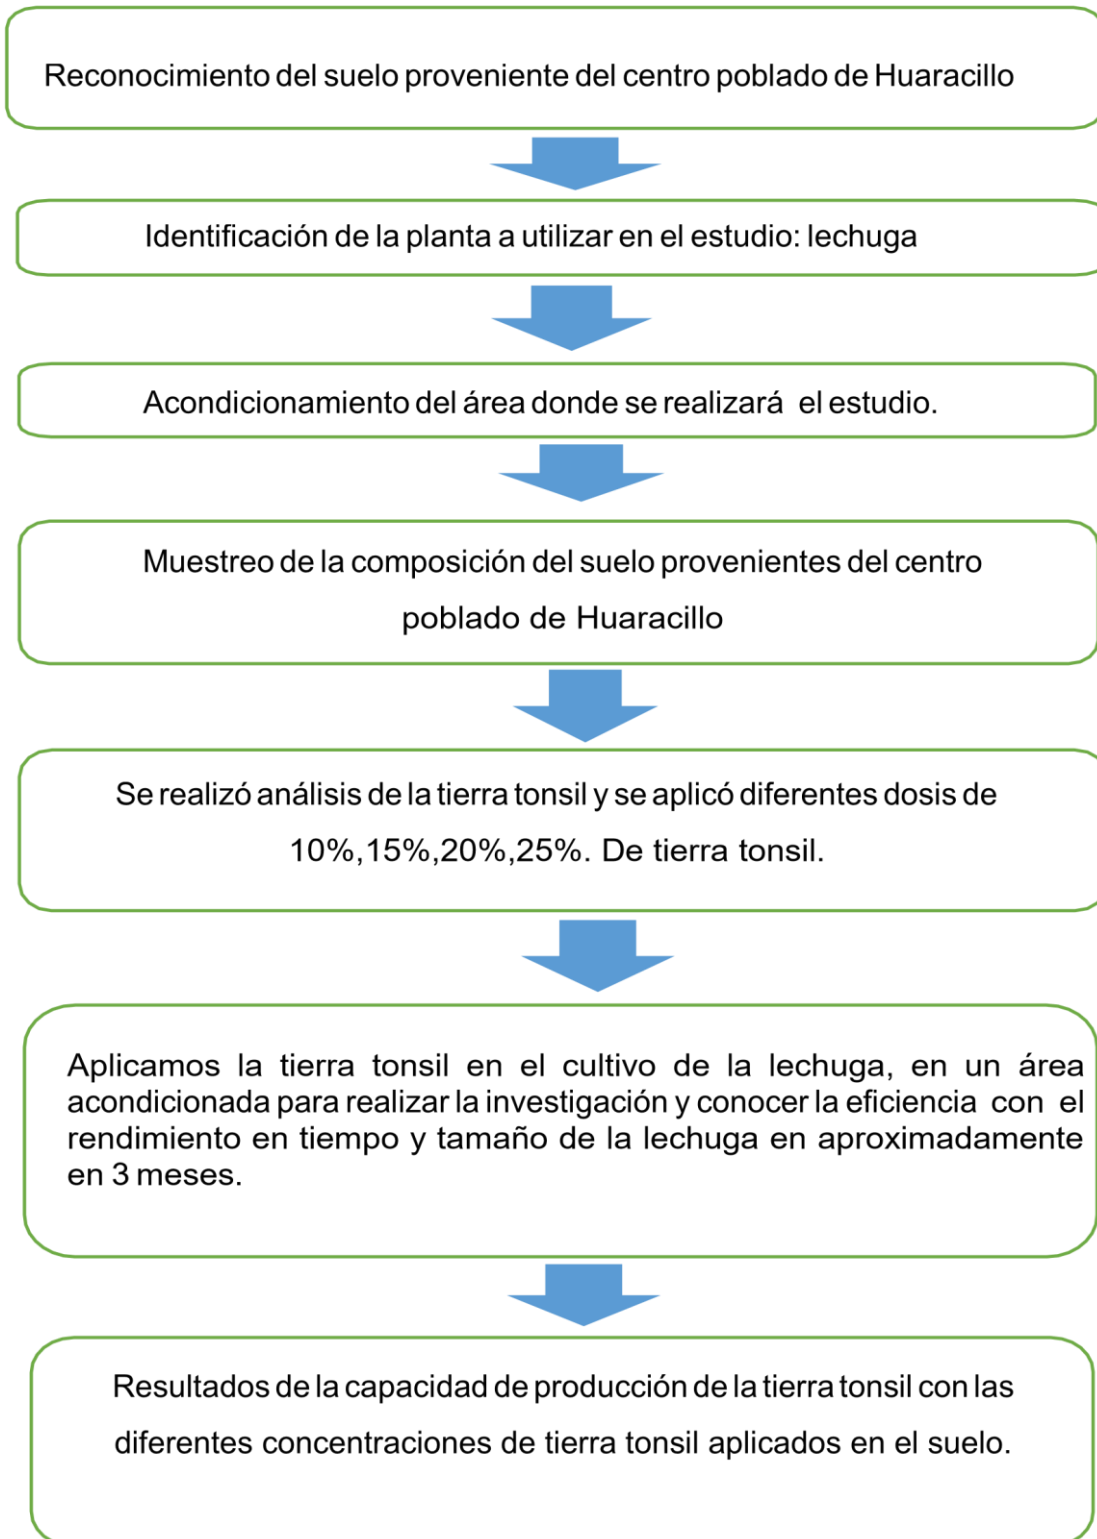 Reconocimiento del suelo proveniente del centro poblado de Huaracillo
Identificación de la planta a utilizar en el estudio: lechuga
Acondicionamiento del área donde se realizará el estudio.
Muestreo de la composición del suelo provenientes del centro
poblado de Huaracillo
Se realizó análisis de la tierra tonsil y se aplicó diferentes dosis de
10%,15%,20%,25%. De tierra tonsil.
Aplicamos la tierra tonsil en el cultivo de la lechuga, en un área
acondicionada para realizar la investigación y conocer la eficiencia con el
rendimiento en tiempo y tamaño de la lechuga en aproximadamente
en 3 meses.
Resultados de la capacidad de producción de la tierra tonsil con las
diferentes concentraciones de tierra tonsil aplicados en el suelo.